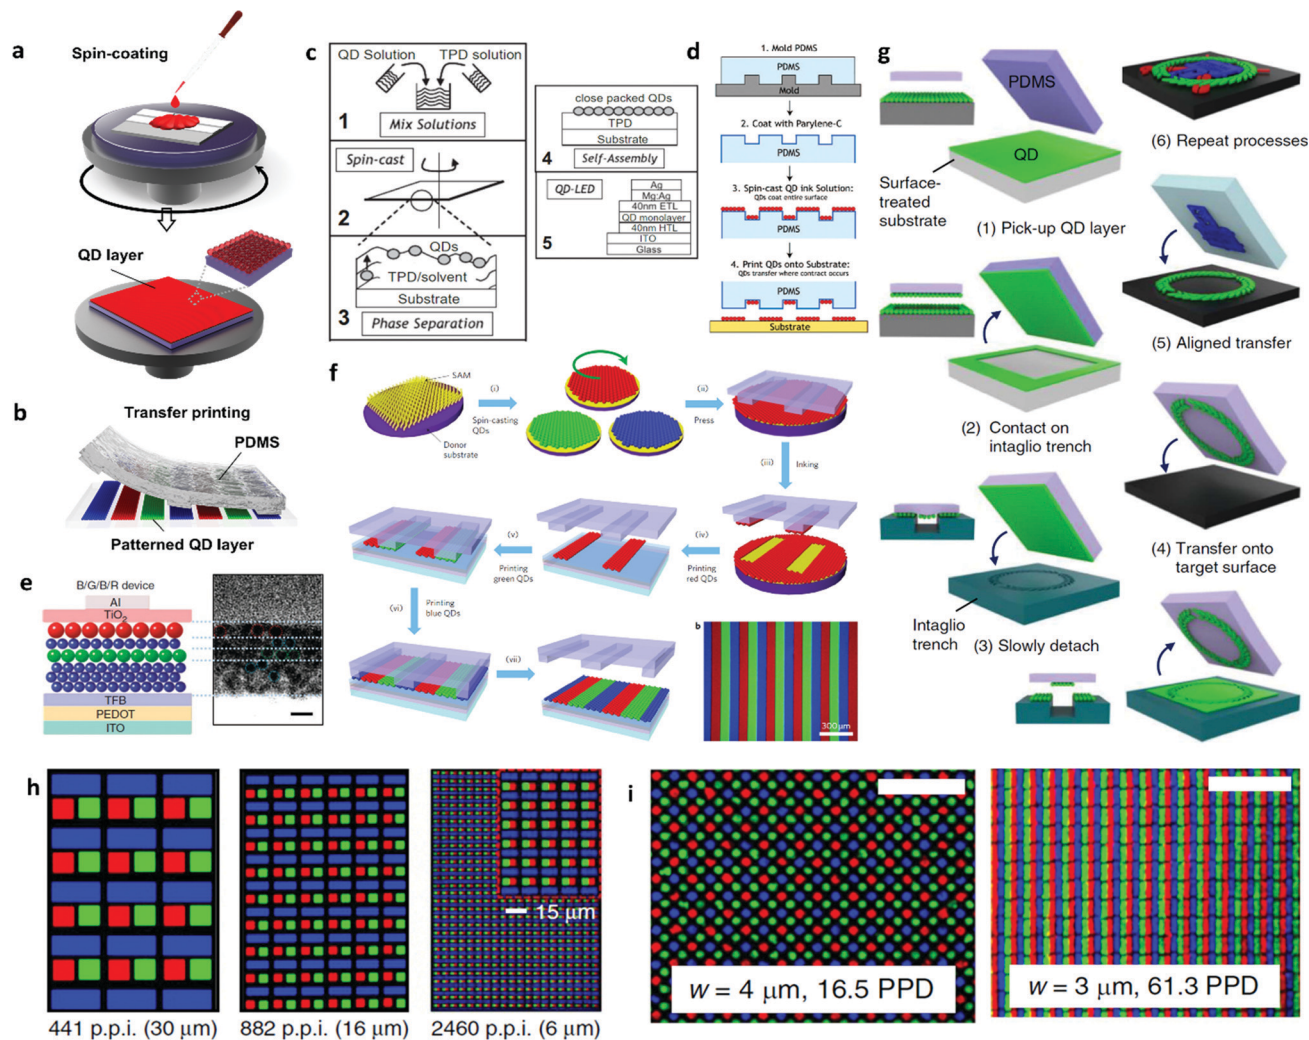 a
Spin-coating
QD layer
b
Transfer printing
PDMS
Patterned QD layer
c
QD Solution
TPD solution
1
Mix Solutions
Spin-cast
2
QDs
TPD/solvent
Substrate
3
Phase Separation
close packed QDs
TPD
Substrate
4
Self-Assembly
QD-LED
Ag
Mg:Ag
40nm ETL
QD monolayer
40nm HTL
ITO
5
Glass
d
1. Mold PDMS
PDMS
Mold
2. Coat with Parylene-C
PDMS
3. Spin-cast QD ink Solution:
QDs coat entire surface
PDMS
4. Print QDs onto Substrate:
QDs transfer where contract occurs
PDMS
Substrate
e
B/G/B/R device
Al
TiO2
TFB
PEDOT
ITO
f
SAM
Donor
substrate
(i)
Spin-casting
QDs
(ii)
Press
(iii)
Inking
(iv)
Printing
red QDs
(v)
Printing
green QDs
(vi)
Printing
blue QDs
(vii)
b
300 μm
g
PDMS
QD
Surface-
treated
substrate
(1) Pick-up QD layer
(2) Contact on
intaglio trench
Intaglio
trench
(3) Slowly detach
(4) Transfer onto
target surface
(5) Aligned transfer
(6) Repeat processes
h
15 μm
441 p.p.i. (30 μm)
882 p.p.i. (16 μm)
2460 p.p.i. (6 μm)
i
w = 4 μm, 16.5 PPD
w = 3 μm, 61.3 PPD